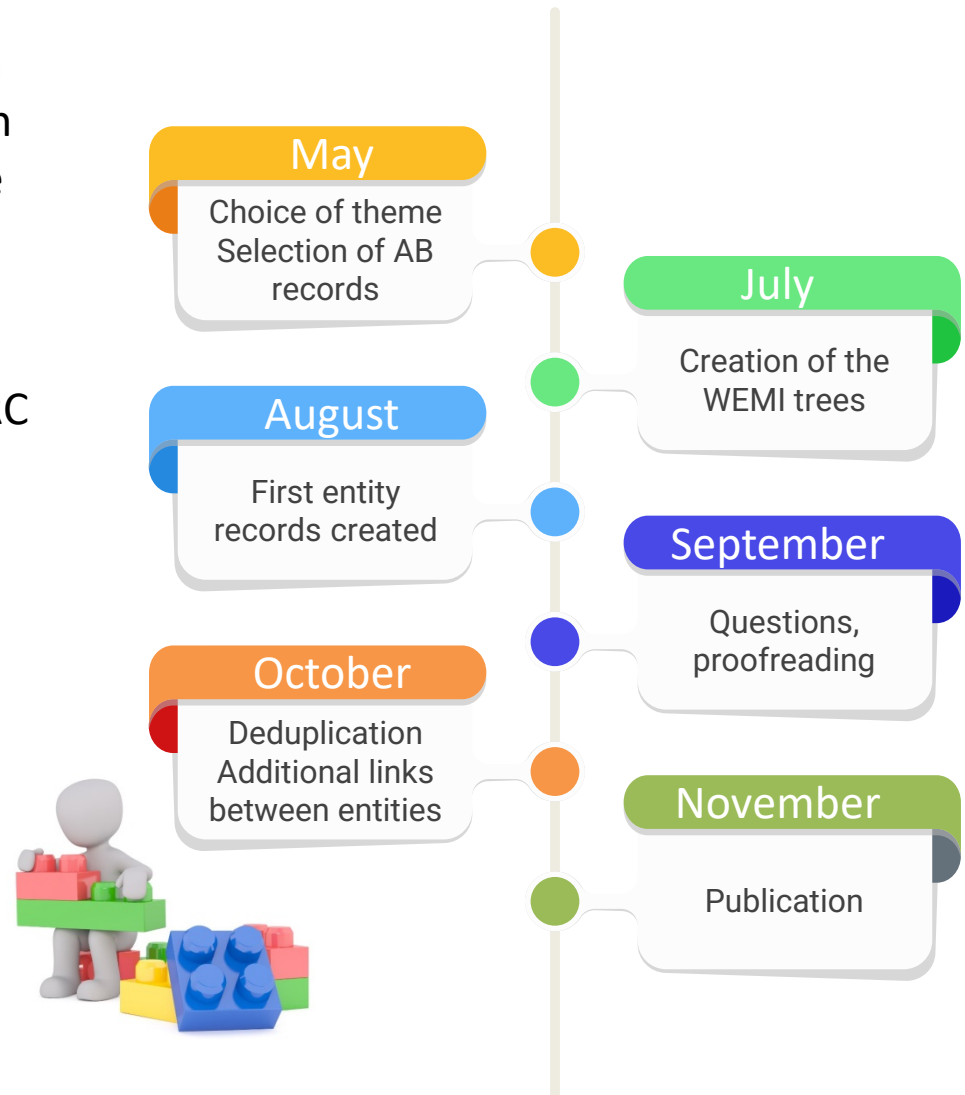 May
Choice of theme
Selection of AB
records
July
Creation of the
WEMI trees
August
First entity
records created
September
Questions,
proofreading
October
Deduplication
Additional links
between entities
November
Publication